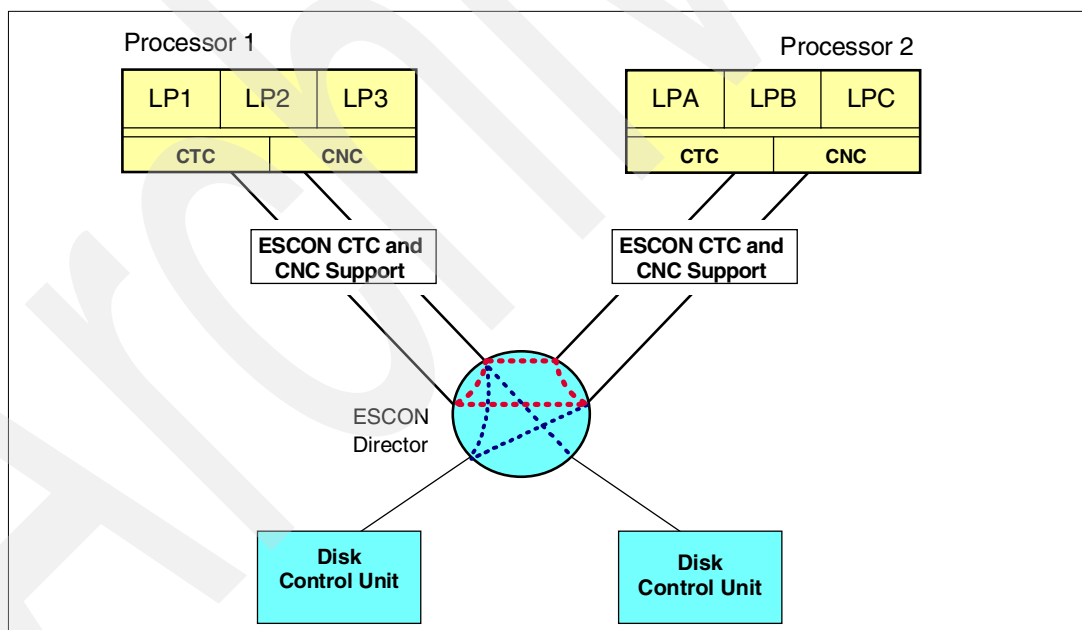 Processor 1
Processor 2
LP1 LP2 LP3
LPA LPB LPC
CTC CNC
CTC CNC
ESCON CTC and
CNC Support
ESCON CTC and
CNC Support
ESCON
Director
Disk
Control Unit
Disk
Control Unit